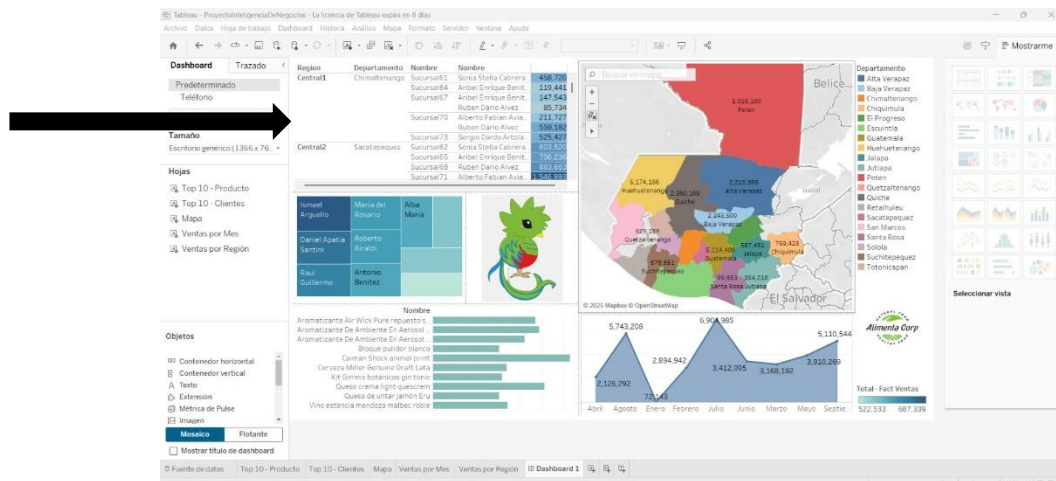 Tableau - ProyectoInteligenciaDeNegocios - La licencia de Tableau expira en 8 días
Archivo Datos Hoja de trabajo Dashboard Historia Análisis Mapa Formato Servidor Ventana Ayuda
Mostrarme
Dashboard Trazado
Predeterminado
Teléfono
Tamaño
Escritorio genérico (1366 x 76..
Hojas
Top 10 - Producto
Top 10 - Clientes
Mapa
Ventas por Mes
Ventas por Región
Objetos
Contenedor horizontal
Contenedor vertical
Texto
Extensión
Métrica de Pulse
Imagen
Mosaico Flotante
Mostrar título de dashboard
Region Departamento Nombre Nombre
Central1 Chimaltenango Sucursal61 Sonia Stella Cabrera.. 458,720
Sucursal64 Aribel Enrique Benit.. 119,441
Sucursal67 Aribel Enrique Benit.. 147,543
Ruben Dario Alvez 85,734
Sucursal70 Alberto Fabian Avia.. 211,727
Ruben Dario Alvez 559,182
Sucursal73 Sergio Dardo Artola 525,427
Central2 Sacatepequez Sucursal62 Sonia Stella Cabrera.. 803,520
Sucursal65 Aribel Enrique Benit.. 706,236
Sucursal68 Ruben Dario Alvez 883,663
Sucursal71 Alberto Fabian Avia.. 1,546,993
Ismael Arguello
Maria del Rosario
Alba Maria
Daniel Apatia Santini
Roberto Airaldi
Raul Guillermo
Antonio Benitez
Nombre
Aromatizante Air Wick Pure repuesto s..
Aromatizante De Ambiente En Aerosol ..
Aromatizante De Ambiente En Aerosol ..
Bloque pulidor blanco
Caiman Shock animal print
Cerveza Miller Genuine Draft Lata
Kit Ginmix botánicos gin tonic
Queso crema light quescrem
Queso de untar jamón Eru
Vino estancia mendoza malbec roble
Buscar en mapa
Belice
1,016,100
Peten
5,174,166
Huehuetenango
2,380,189
Quiche
2,210,396
Alta Verapaz
Izabal
2,243,500
Baja Verapaz
829,169
Quetzaltenango
5,114,406
Guatemala
587,451
Jalapa
769,423
Chiquimula
578,551
Suchitepequez
99,653
Santa Rosa
354,218
Jutiapa
El Salvador
© 2025 Mapbox © OpenStreetMap
Departamento
Alta Verapaz
Baja Verapaz
Chimaltenango
Chiquimula
El Progreso
Escuintla
Guatemala
Huehuetenango
Jalapa
Jutiapa
Peten
Quetzaltenango
Quiche
Retalhuleu
Sacatepequez
San Marcos
Santa Rosa
Solola
Suchitepequez
Totonicapan
Seleccionar vista
5,743,208
6,904,985
5,110,544
2,894,942
3,910,269
2,126,292
3,412,095
3,168,192
72,143
Abril Agosto Enero Febrero Julio Junio Marzo Mayo Septie..
Alimenta Corp
Total - Fact Ventas
522,533 687,339
Fuente de datos Top 10 - Producto Top 10 - Clientes Mapa Ventas por Mes Ventas por Región Dashboard 1